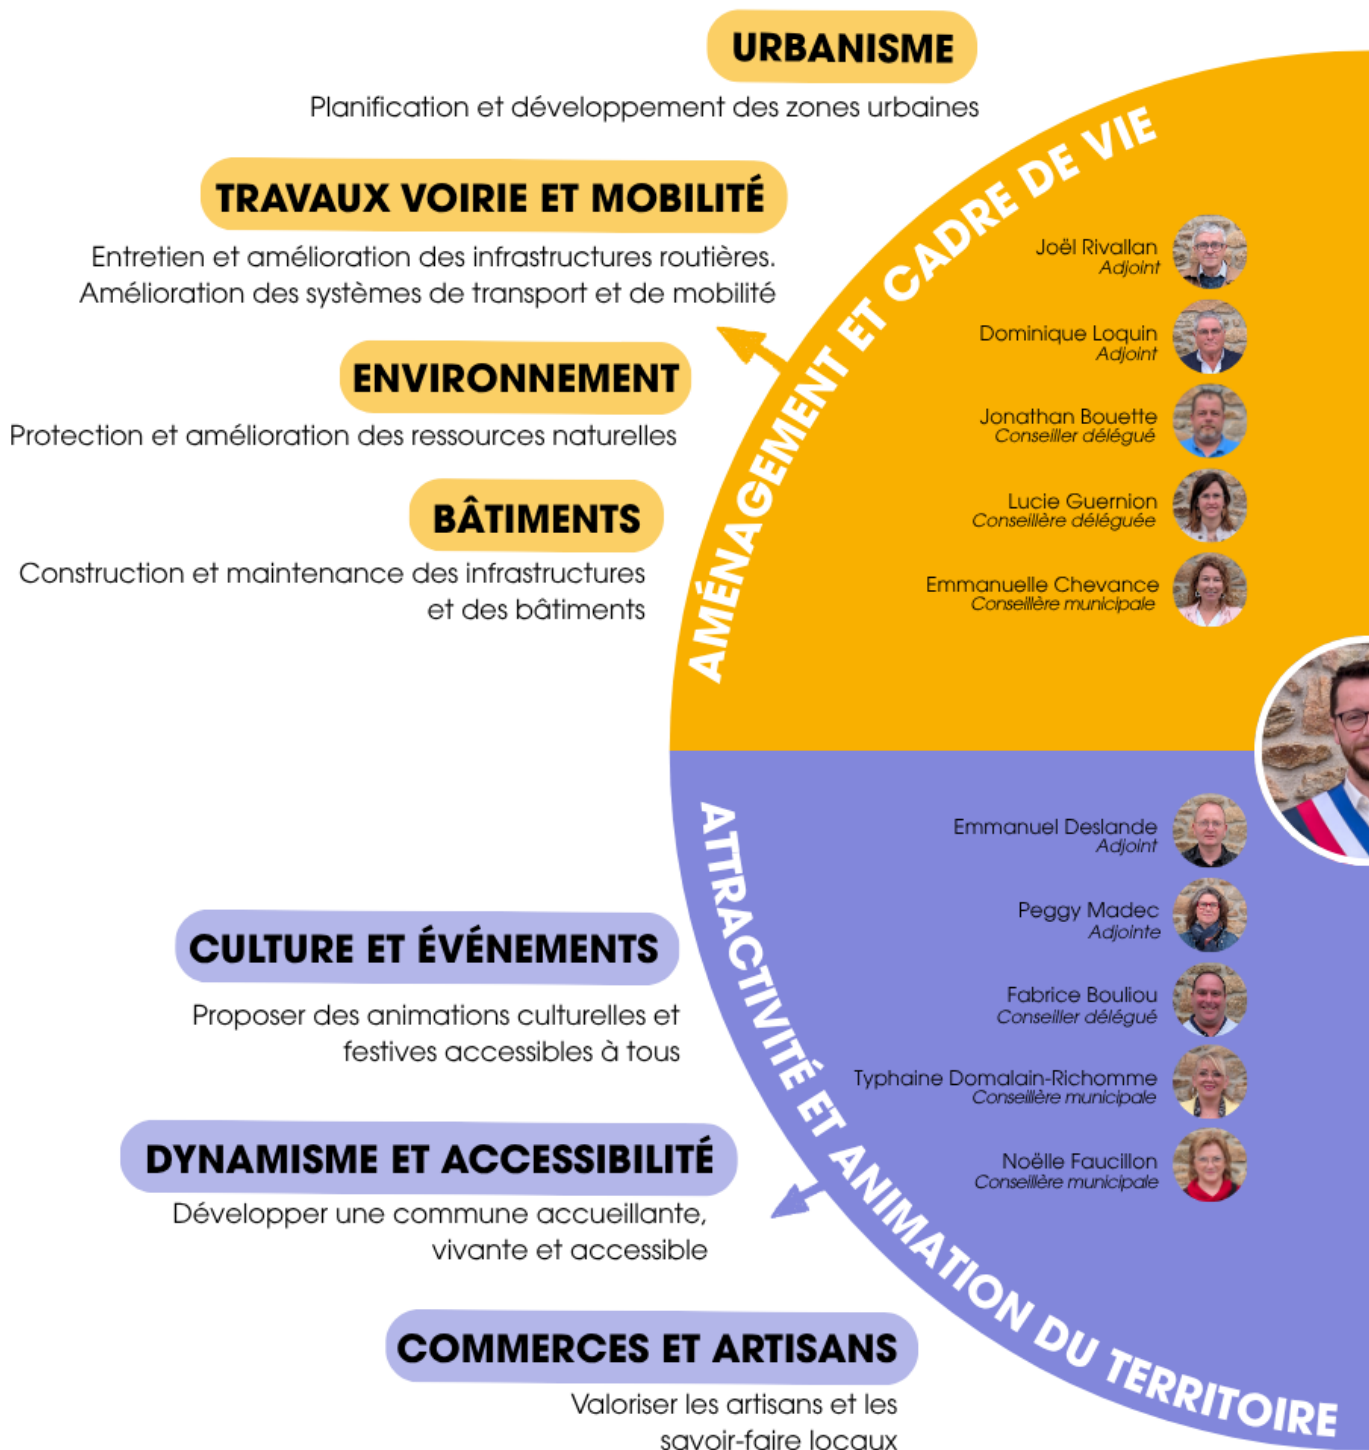 URBANISME
Planification et développement des zones urbaines
TRAVAUX VOIRIE ET MOBILITÉ
Entretien et amélioration des infrastructures routières.
Amélioration des systèmes de transport et de mobilité
ENVIRONNEMENT
Protection et amélioration des ressources naturelles
BÂTIMENTS
Construction et maintenance des infrastructures
et des bâtiments
AMÉNAGEMENT ET CADRE DE VIE
Joël Rivallan
Adjoint
Dominique Loquin
Adjoint
Jonathan Bouette
Conseiller délégué
Lucie Guernion
Conseillère déléguée
Emmanuelle Chevance
Conseillère municipale
CULTURE ET ÉVÉNEMENTS
Proposer des animations culturelles et
festives accessibles à tous
DYNAMISME ET ACCESSIBILITÉ
Développer une commune accueillante,
vivante et accessible
COMMERCES ET ARTISANS
Valoriser les artisans et les
savoir-faire locaux
ATTRACTIVITÉ ET ANIMATION DU TERRITOIRE
Emmanuel Deslande
Adjoint
Peggy Madec
Adjointe
Fabrice Bouliou
Conseiller délégué
Typhaine Domalain-Richomme
Conseillère municipale
Noëlle Faucillon
Conseillère municipale